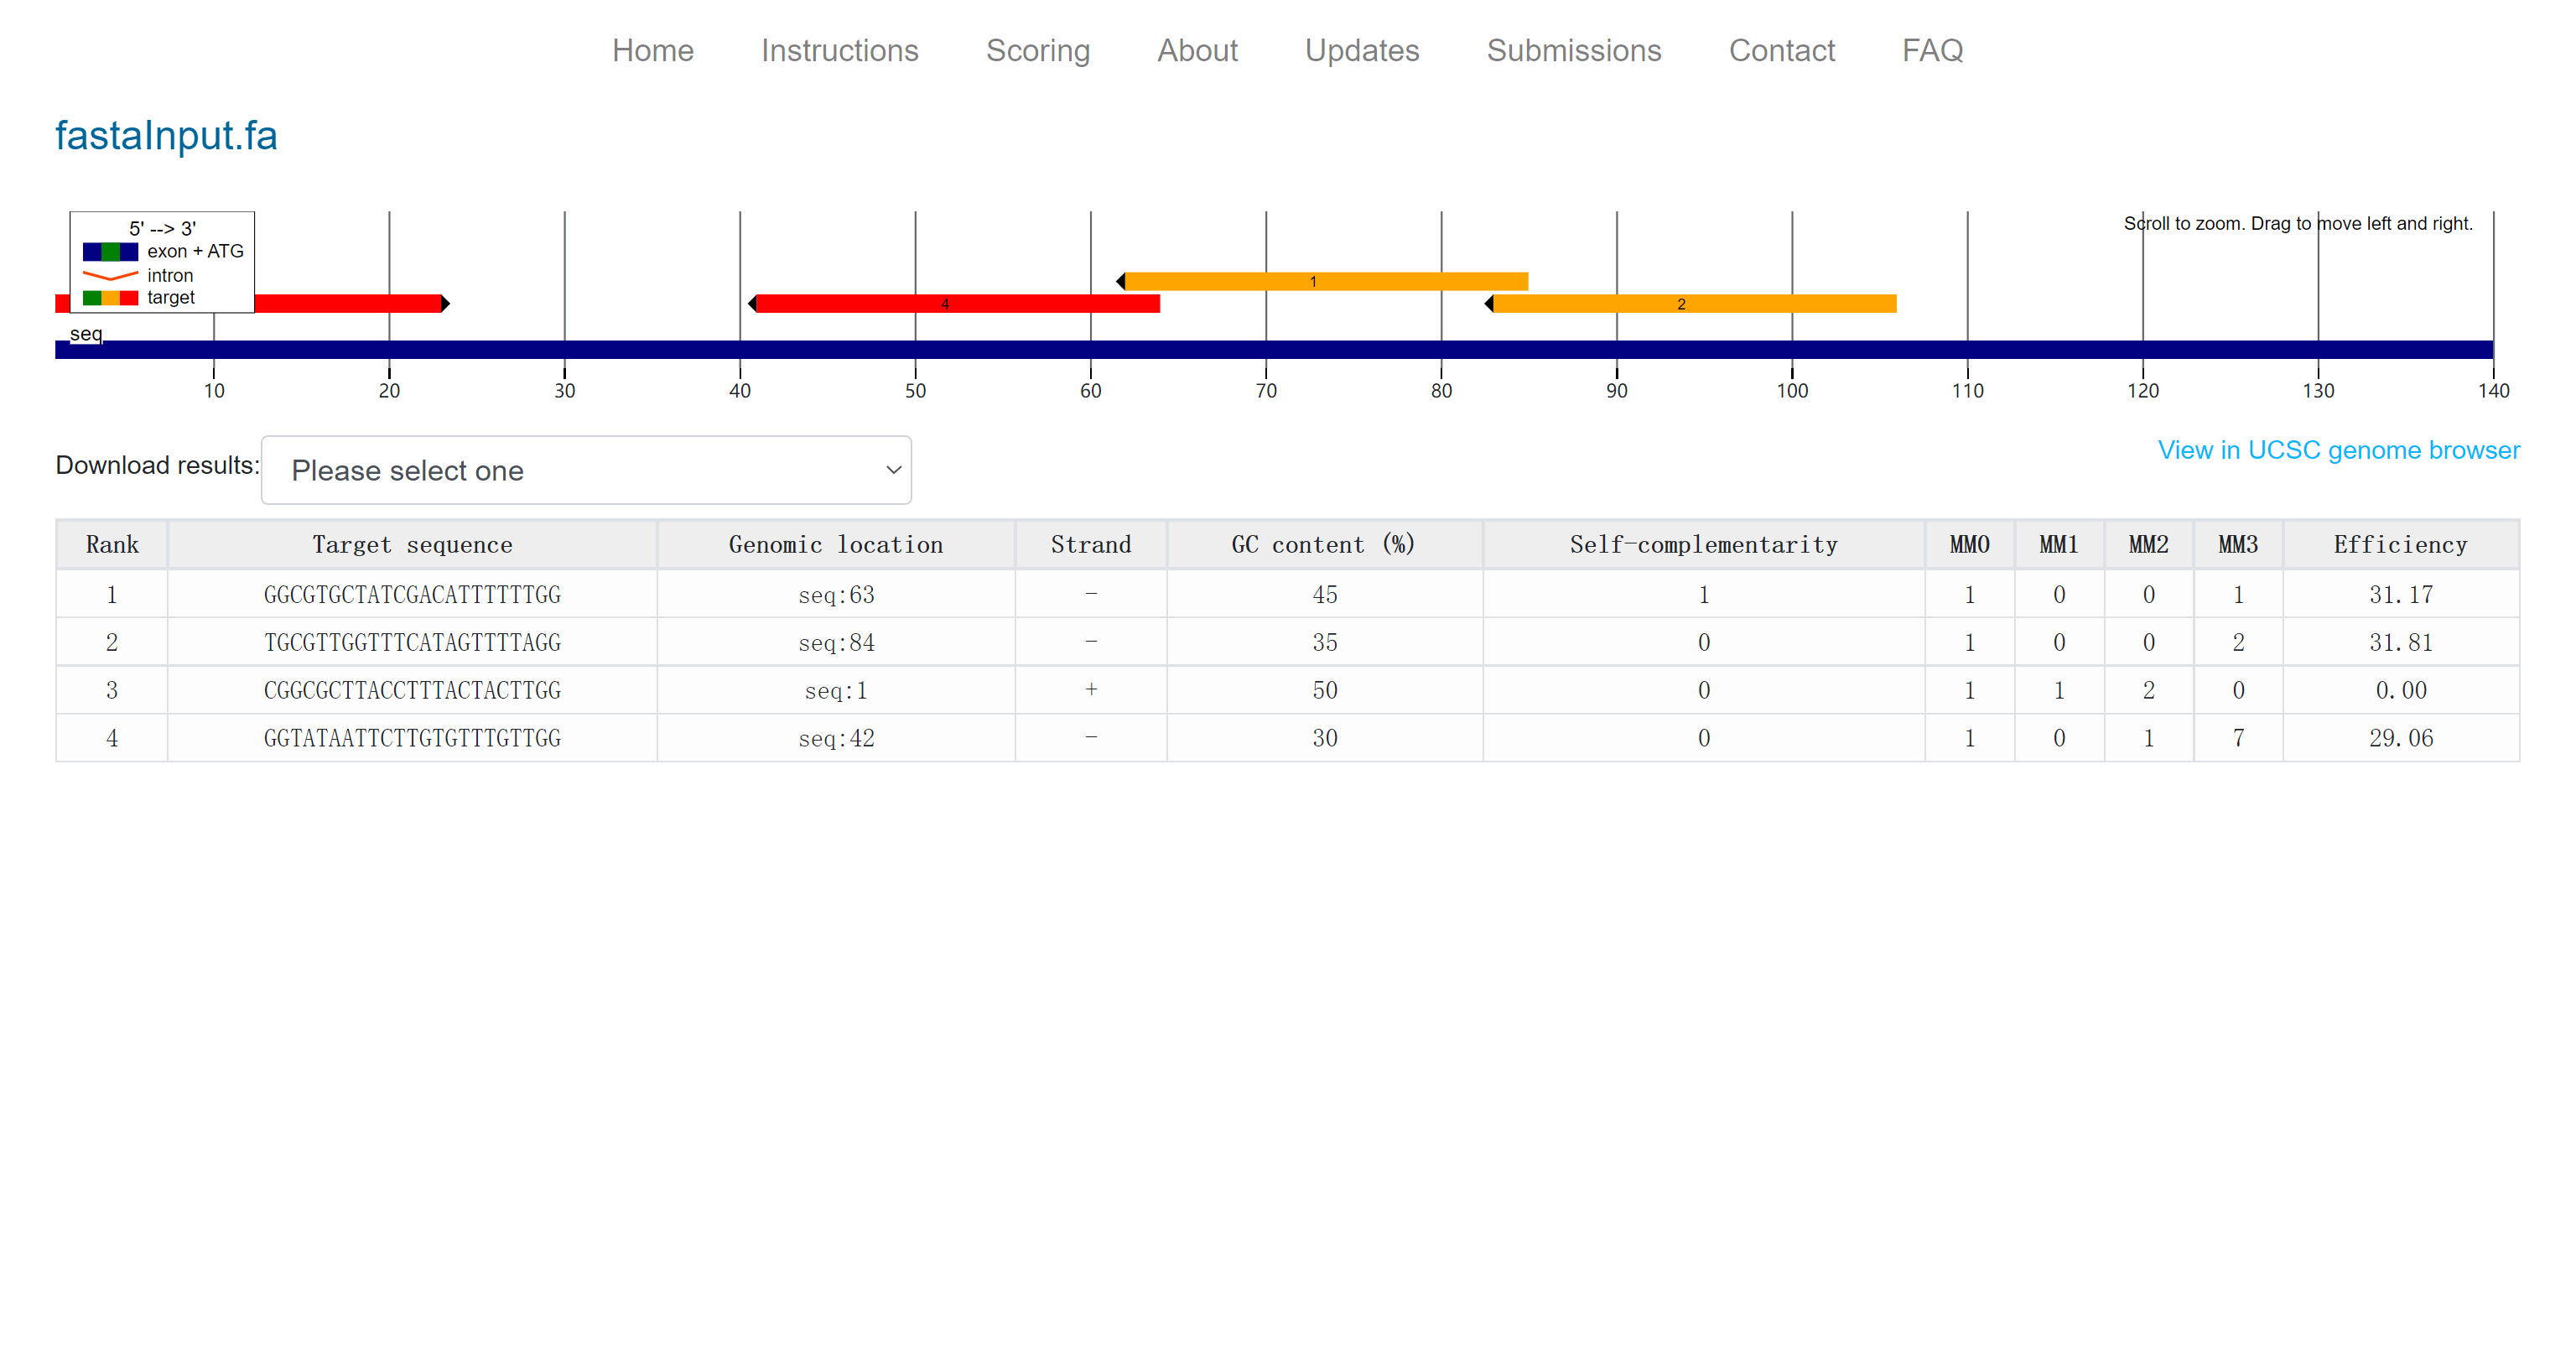 Home Instructions Scoring About Updates Submissions Contact FAQ
fastaInput.fa
5' --> 3'
exon + ATG
intron
target
Scroll to zoom. Drag to move left and right.
1
4
2
seq
10 20 30 40 50 60 70 80 90 100 110 120 130 140
Download results: Please select one
View in UCSC genome browser
Rank Target sequence Genomic location Strand GC content (%) Self-complementarity MM0 MM1 MM2 MM3 Efficiency
1 GGCGTGCTATCGACATTTTTTGG seq:63 - 45 1 1 0 0 1 31.17
2 TGCGTTGGTTTCATAGTTTTAGG seq:84 - 35 0 1 0 0 2 31.81
3 CGGCGCTTACCTTTACTACTTGG seq:1 + 50 0 1 1 2 0 0.00
4 GGTATAATTCTTGTGTTTGTTGG seq:42 - 30 0 1 0 1 7 29.06